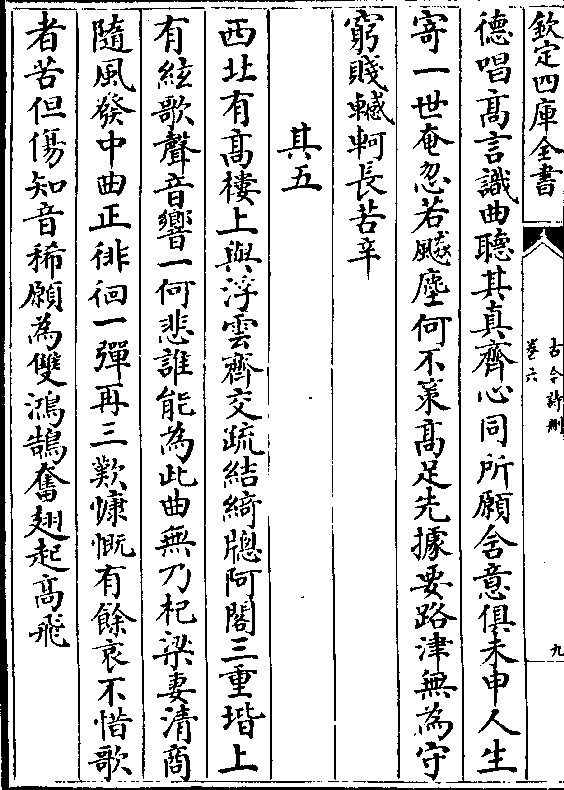 欽定四庫全書
古今詩刪
卷六
九
德唱髙言識曲聽其真齊心同所願含意俱未申人生
寄一世奄忽若飇塵何不策髙足先據要路津無為守
窮賤轗軻長苦辛
其五
西北有髙樓上與浮雲齊交疏結綺牕阿閣三重堦上
有絃歌聲音響一何悲誰能為此曲無乃杞梁妻清商
隨風發中曲正徘徊一彈再三歎慷慨有餘哀不惜歌
者苦但傷知音稀願為雙鴻鵠奮翅起髙飛